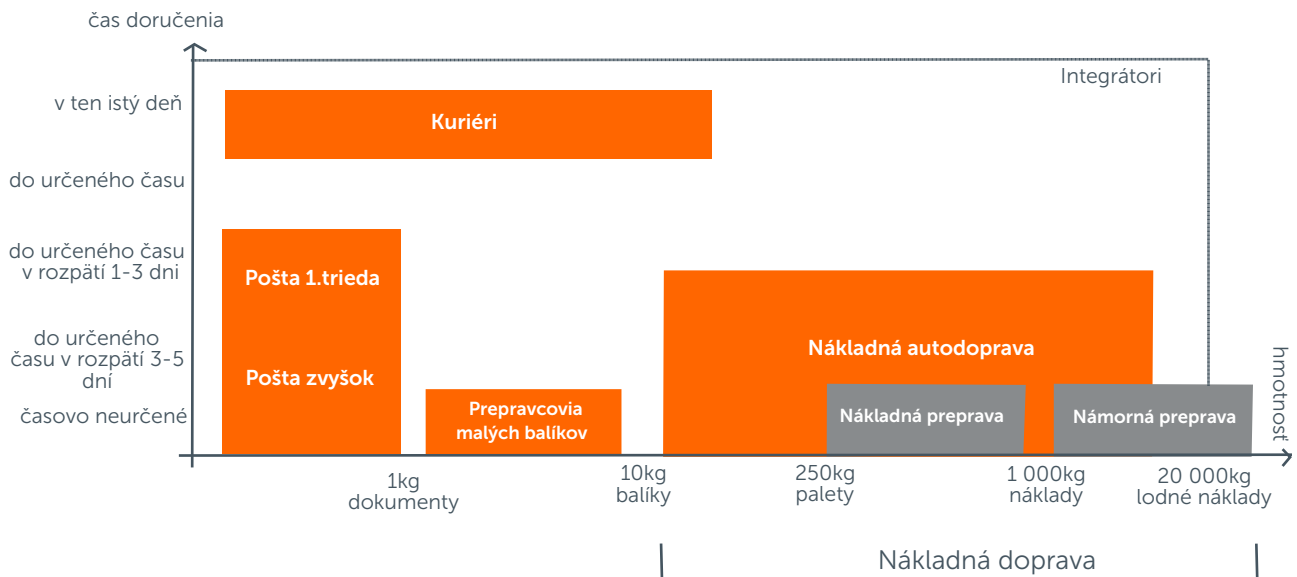 čas doručenia
Integrátori
v ten istý deň
Kuriéri
do určeného času
do určeného času
v rozpätí 1-3 dni
Pošta 1.trieda
do určeného
času v rozpätí 3-5
dní
Nákladná autodoprava
Pošta zvyšok
časovo neurčené
Prepravcovia
malých balíkov
Nákladná preprava
Námorná preprava
hmotnosť
1kg
dokumenty
10kg
balíky
250kg
palety
1 000kg
náklady
20 000kg
lodné náklady
Nákladná doprava